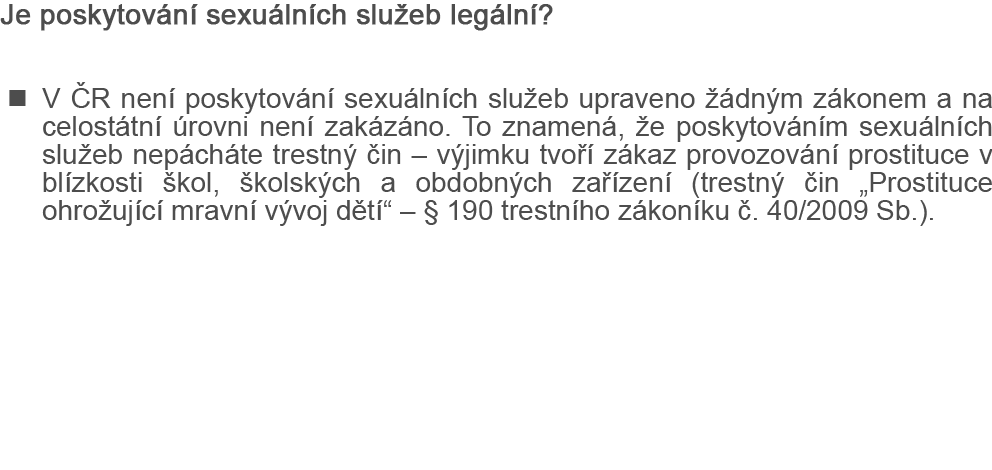 Je poskytování sexuálních služeb legální?
■ V ČR není poskytování sexuálních služeb upraveno žádným zákonem a na
celostátní úrovni není zakázáno. To znamená, že poskytováním sexuálních
služeb nepácháte trestný čin – výjimku tvoří zákaz provozování prostituce v
blízkosti škol, školských a obdobných zařízení (trestný čin „Prostituce
ohrožující mravní vývoj dětí“ – § 190 trestního zákoníku č. 40/2009 Sb.).